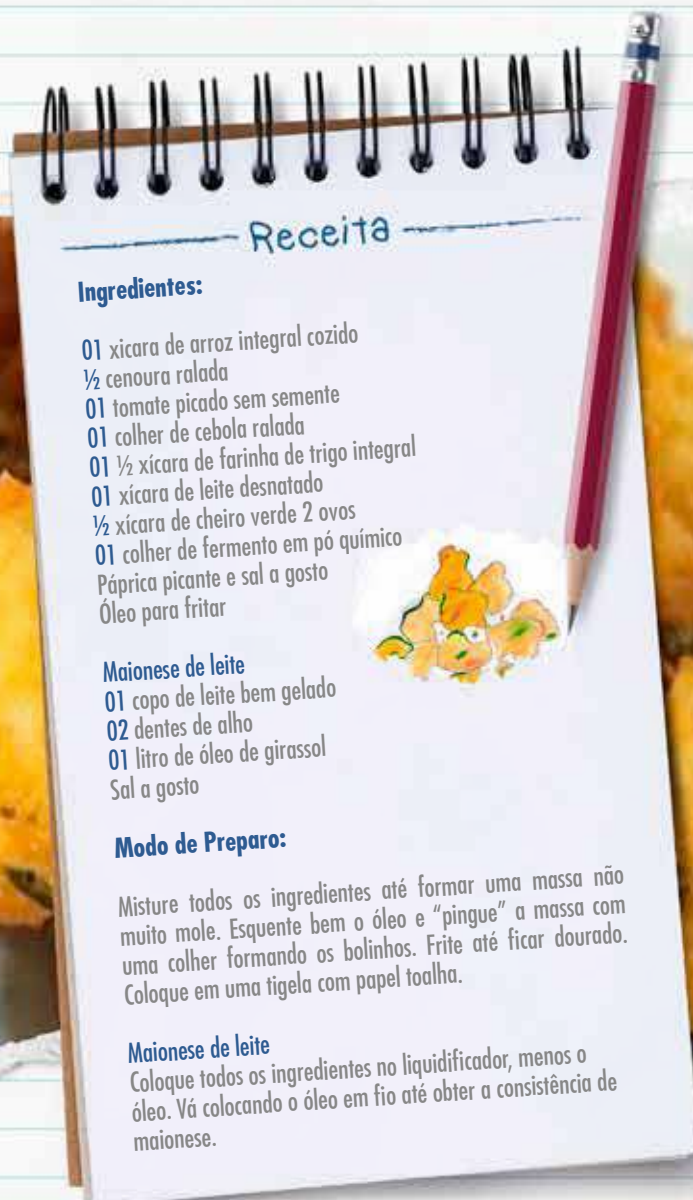 Receita
Ingredientes:
01 xicara de arroz integral cozido
½ cenoura ralada
01 tomate picado sem semente
01 colher de cebola ralada
01 ½ xícara de farinha de trigo integral
01 xícara de leite desnatado
½ xícara de cheiro verde 2 ovos
01 colher de fermento em pó químico
Páprica picante e sal a gosto
Óleo para fritar
Maionese de leite
01 copo de leite bem gelado
02 dentes de alho
01 litro de óleo de girassol
Sal a gosto
Modo de Preparo:
Misture todos os ingredientes até formar uma massa não
muito mole. Esquente bem o óleo e “pingue” a massa com
uma colher formando os bolinhos. Frite até ficar dourado.
Coloque em uma tigela com papel toalha.
Maionese de leite
Coloque todos os ingredientes no liquidificador, menos o
óleo. Vá colocando o óleo em fio até obter a consistência de
maionese.